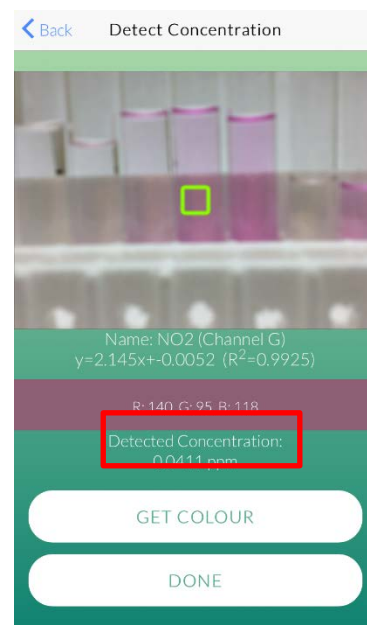 Back Detect Concentration
Name: NO2 (Channel G)
y=2.145x+-0.0052 (R²=0.9925)
R: 140 G: 95 B: 118
Detected Concentration:
0.0411 ppm
GET COLOUR
DONE